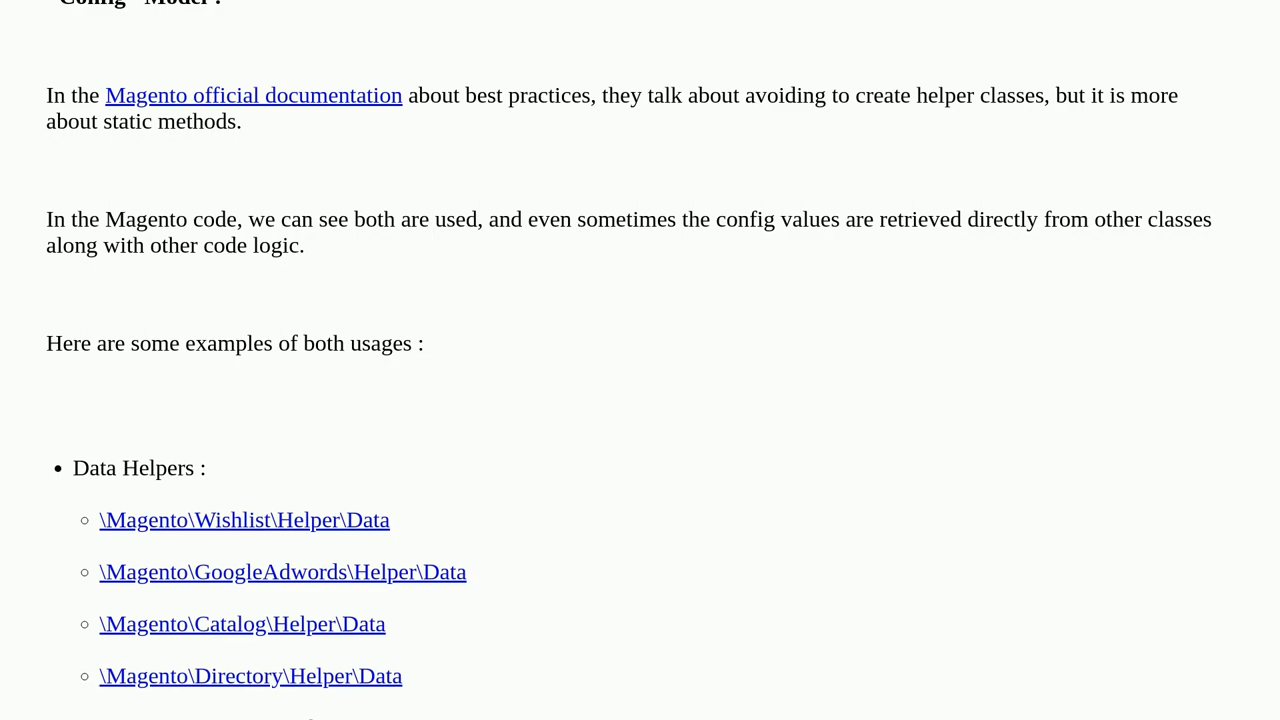 "Config" Model :
In the Magento official documentation about best practices, they talk about avoiding to create helper classes, but it is more
about static methods.
In the Magento code, we can see both are used, and even sometimes the config values are retrieved directly from other classes
along with other code logic.
Here are some examples of both usages :
Data Helpers :
\Magento\Wishlist\Helper\Data
\Magento\GoogleAdwords\Helper\Data
\Magento\Catalog\Helper\Data
\Magento\Directory\Helper\Data